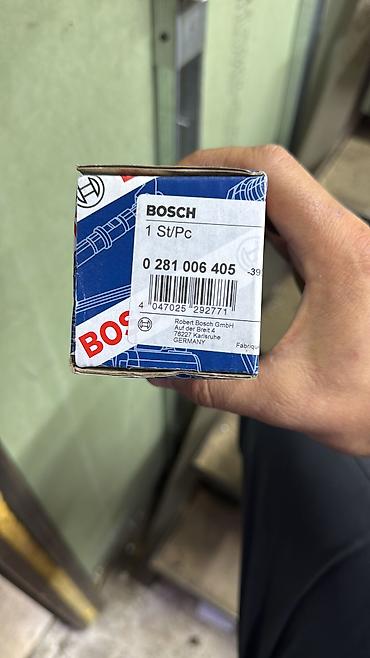 BOSCH
1 St/Pc
0 281 006 405
-39
4 047025 292771
Robert Bosch GmbH
Auf der Breit 4
76227 Karlsruhe
GERMANY
BOS